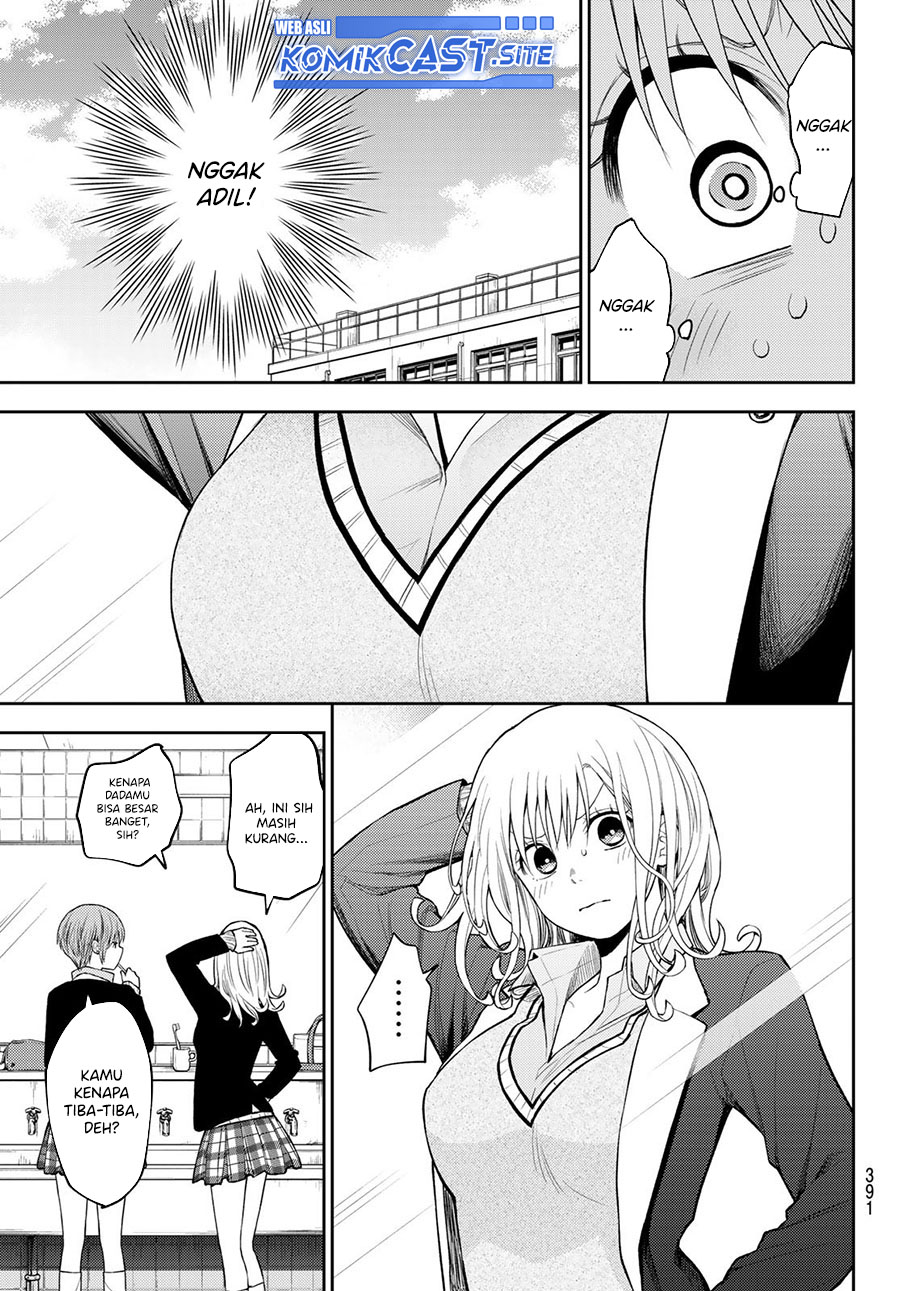 WEB ASLI
KOMIKCAST.SITE
NGGAK
...
NGGAK
...
NGGAK
ADIL!
.......
AH, INI SIH
MASIH
KURANG...
KENAPA
DADAMU
BISA BESAR
BANGET,
SIH?
KAMU
KENAPA
TIBA-TIBA,
DEH?
391